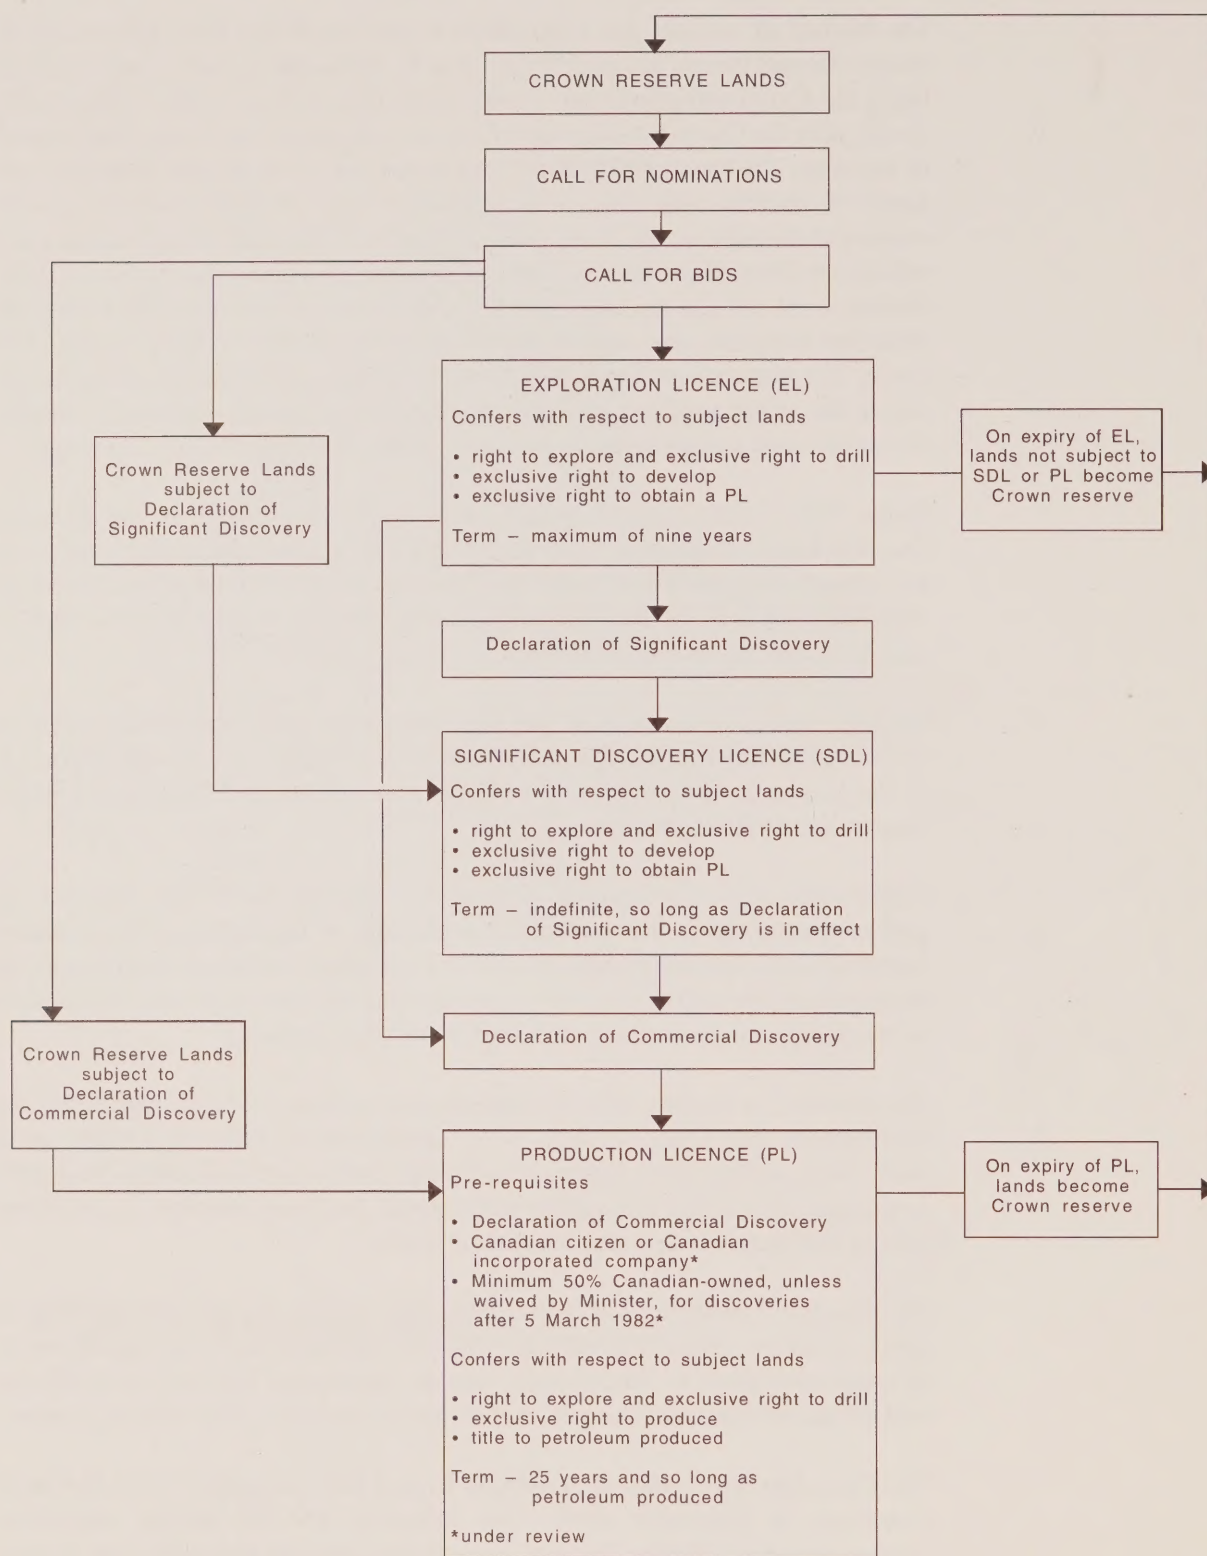 CROWN RESERVE LANDS
CALL FOR NOMINATIONS
CALL FOR BIDS
EXPLORATION LICENCE (EL)
Confers with respect to subject lands
• right to explore and exclusive right to drill
• exclusive right to develop
• exclusive right to obtain a PL
Term – maximum of nine years
On expiry of EL,
lands not subject to
SDL or PL become
Crown reserve
Crown Reserve Lands
subject to
Declaration of
Significant Discovery
Declaration of Significant Discovery
SIGNIFICANT DISCOVERY LICENCE (SDL)
Confers with respect to subject lands
• right to explore and exclusive right to drill
• exclusive right to develop
• exclusive right to obtain PL
Term – indefinite, so long as Declaration
of Significant Discovery is in effect
Declaration of Commercial Discovery
Crown Reserve Lands
subject to
Declaration of
Commercial Discovery
PRODUCTION LICENCE (PL)
Pre-requisites
• Declaration of Commercial Discovery
• Canadian citizen or Canadian
incorporated company*
• Minimum 50% Canadian-owned, unless
waived by Minister, for discoveries
after 5 March 1982*
Confers with respect to subject lands
• right to explore and exclusive right to drill
• exclusive right to produce
• title to petroleum produced
Term – 25 years and so long as
petroleum produced
*under review
On expiry of PL,
lands become
Crown reserve